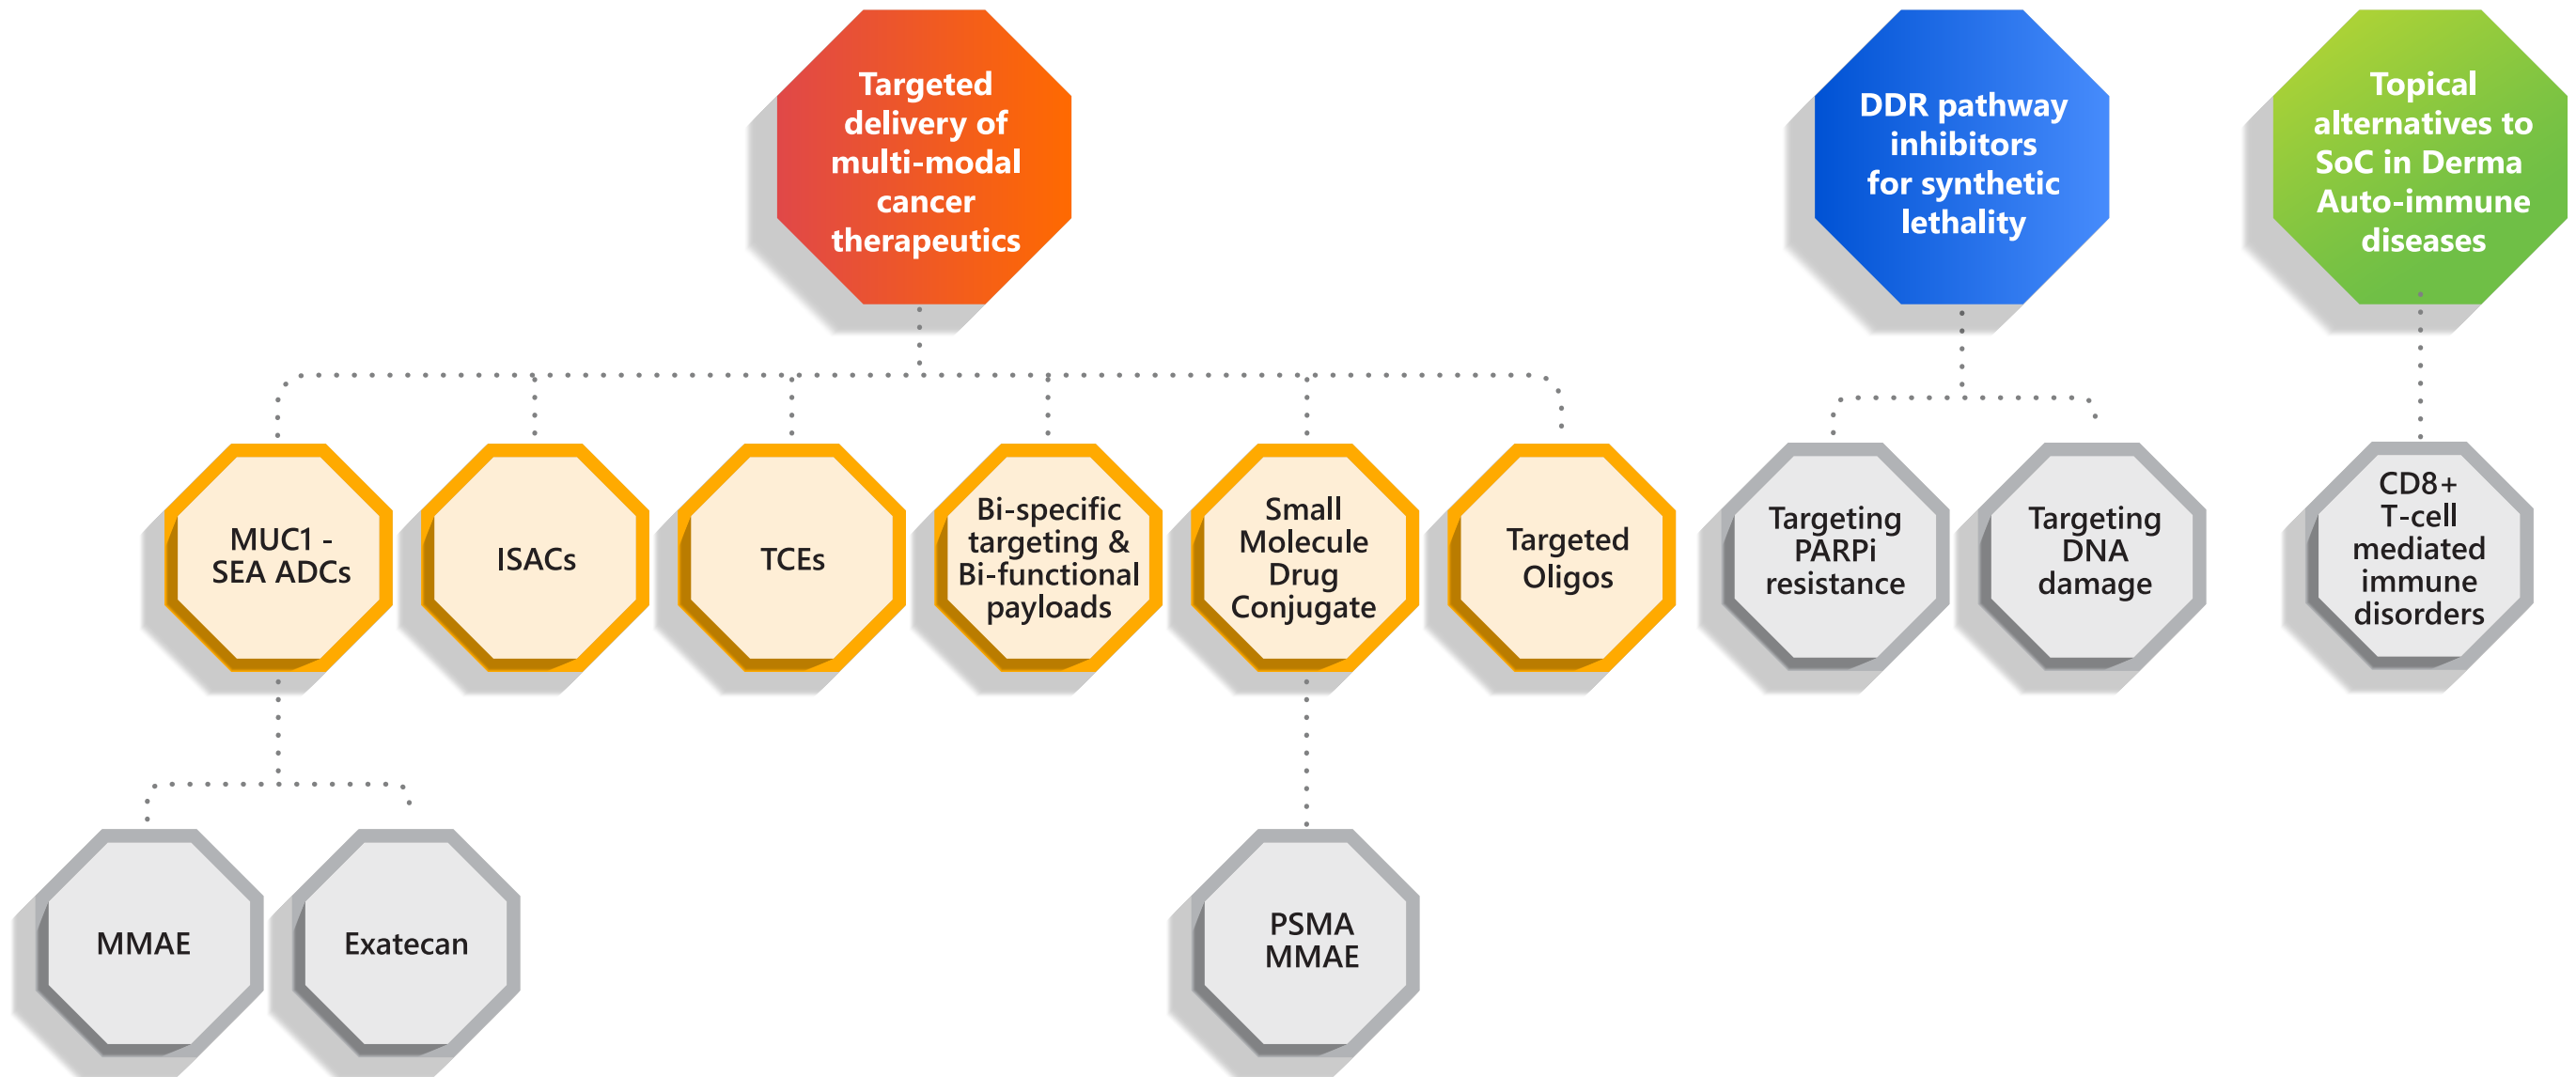 Targeted
delivery of
multi-modal
cancer
therapeutics
DDR pathway
inhibitors
for synthetic
lethality
Topical
alternatives to
SoC in Derma
Auto-immune
diseases
MUC1 -
SEA ADCs
ISACs
TCEs
Bi-specific
targeting &
Bi-functional
payloads
Small
Molecule
Drug
Conjugate
Targeted
Oligos
Targeting
PARPi
resistance
Targeting
DNA
damage
CD8+
T-cell
mediated
immune
disorders
MMAE
Exatecan
PSMA
MMAE